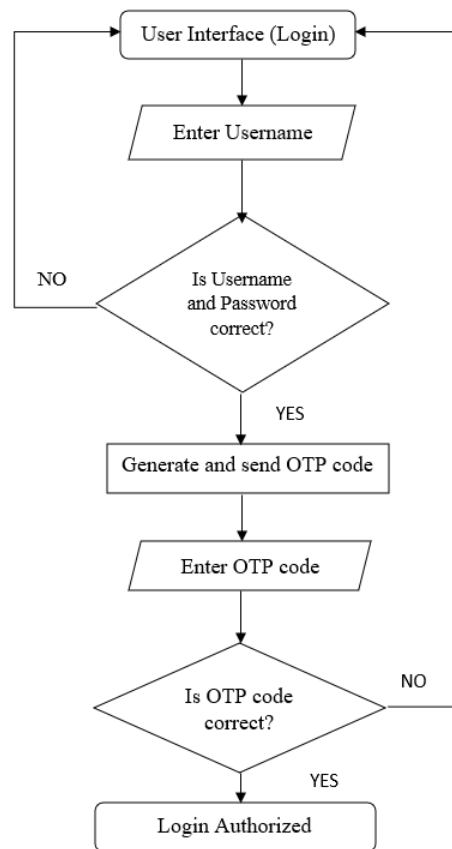 User Interface (Login)
Enter Username
NO
Is Username
and Password
correct?
YES
Generate and send OTP code
Enter OTP code
Is OTP code
correct?
NO
YES
Login Authorized